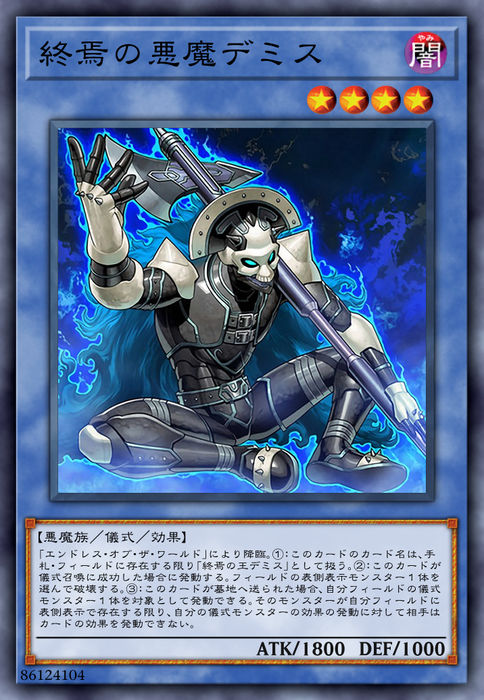 終焉の悪魔デミス
やみ
闇
【悪魔族／儀式／効果】
「エンドレス・オブ・ザ・ワールド」により降臨。①：このカードのカード名は、手
札・フィールドに存在する限り「終焉の王デミス」として扱う。②：このカードが
儀式召喚に成功した場合に発動する。フィールドの表側表示モンスター１体を
選んで破壊する。③：このカードが墓地へ送られた場合、自分フィールドの儀式
モンスター１体を対象として発動できる。そのモンスターが自分フィールドに
表側表示で存在する限り、自分の儀式モンスターの効果の発動に対して相手は
カードの効果を発動できない。
ATK/1800 DEF/1000
86124104